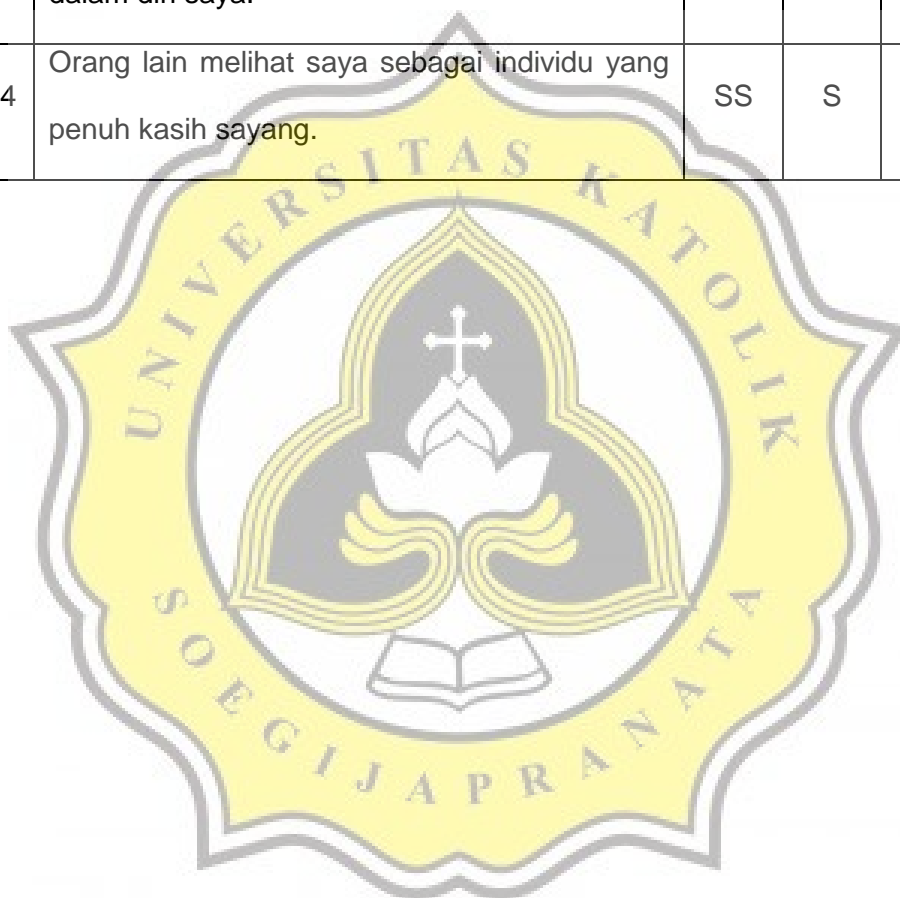 dalam diri saya.
4 Orang lain melihat saya sebagai individu yang SS S
penuh kasih sayang.
UNIVERSITAS KATOLIK
SOEGIJAPRANATA